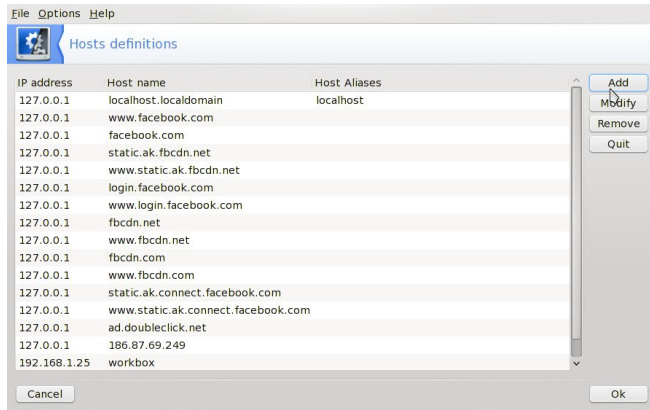 File Options Help
Hosts definitions
IP address Host name Host Aliases
127.0.0.1 localhost.localdomain localhost
127.0.0.1 www.facebook.com
127.0.0.1 facebook.com
127.0.0.1 static.ak.fbcdn.net
127.0.0.1 www.static.ak.fbcdn.net
127.0.0.1 login.facebook.com
127.0.0.1 www.login.facebook.com
127.0.0.1 fbcdn.net
127.0.0.1 www.fbcdn.net
127.0.0.1 fbcdn.com
127.0.0.1 www.fbcdn.com
127.0.0.1 static.ak.connect.facebook.com
127.0.0.1 www.static.ak.connect.facebook.com
127.0.0.1 ad.doubleclick.net
127.0.0.1 186.87.69.249
192.168.1.25 workbox
Add
Modify
Remove
Quit
Cancel
Ok